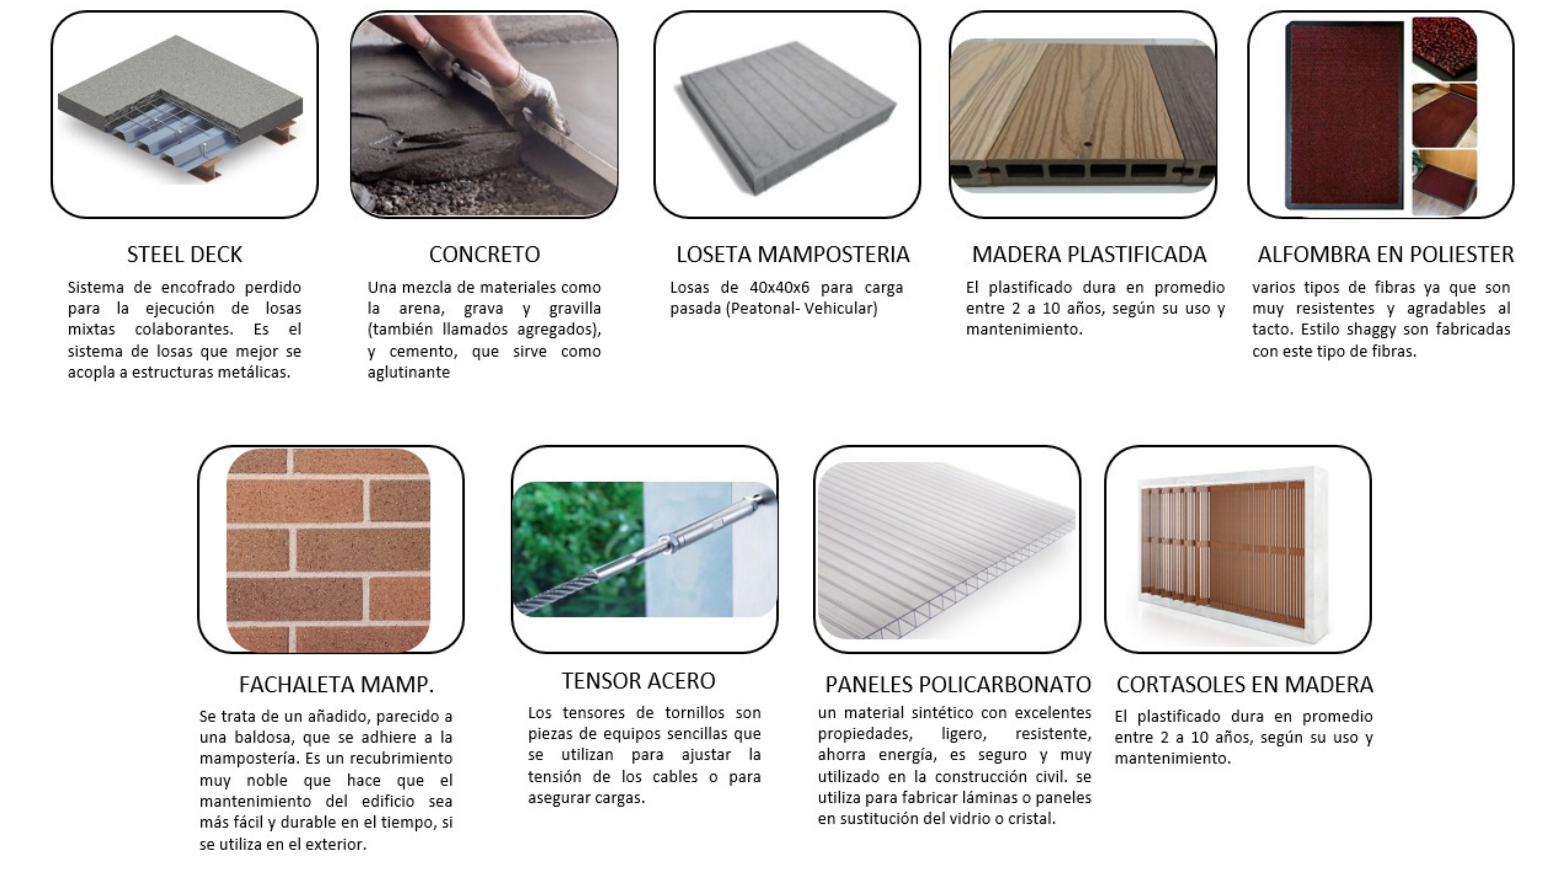 STEEL DECK
Sistema de encofrado perdido
para la ejecución de losas
mixtas colaborantes. Es el
sistema de losas que mejor se
acopla a estructuras metálicas.
CONCRETO
Una mezcla de materiales como
la arena, grava y gravilla
(también llamados agregados),
y cemento, que sirve como
aglutinante
LOSETA MAMPOSTERIA
Losas de 40x40x6 para carga
pasada (Peatonal- Vehicular)
MADERA PLASTIFICADA
El plastificado dura en promedio
entre 2 a 10 años, según su uso y
mantenimiento.
ALFOMBRA EN POLIESTER
varios tipos de fibras ya que son
muy resistentes y agradables al
tacto. Estilo shaggy son fabricadas
con este tipo de fibras.
FACHALETA MAMP.
Se trata de un añadido, parecido a
una baldosa, que se adhiere a la
mampostería. Es un recubrimiento
muy noble que hace que el
mantenimiento del edificio sea
más fácil y durable en el tiempo, si
se utiliza en el exterior.
TENSOR ACERO
Los tensores de tornillos son
piezas de equipos sencillas que
se utilizan para ajustar la
tensión de los cables o para
asegurar cargas.
PANELES POLICARBONATO
un material sintético con excelentes
propiedades, ligero, resistente,
ahorra energía, es seguro y muy
utilizado en la construcción civil. se
utiliza para fabricar láminas o paneles
en sustitución del vidrio o cristal.
CORTASOLES EN MADERA
El plastificado dura en promedio
entre 2 a 10 años, según su uso y
mantenimiento.